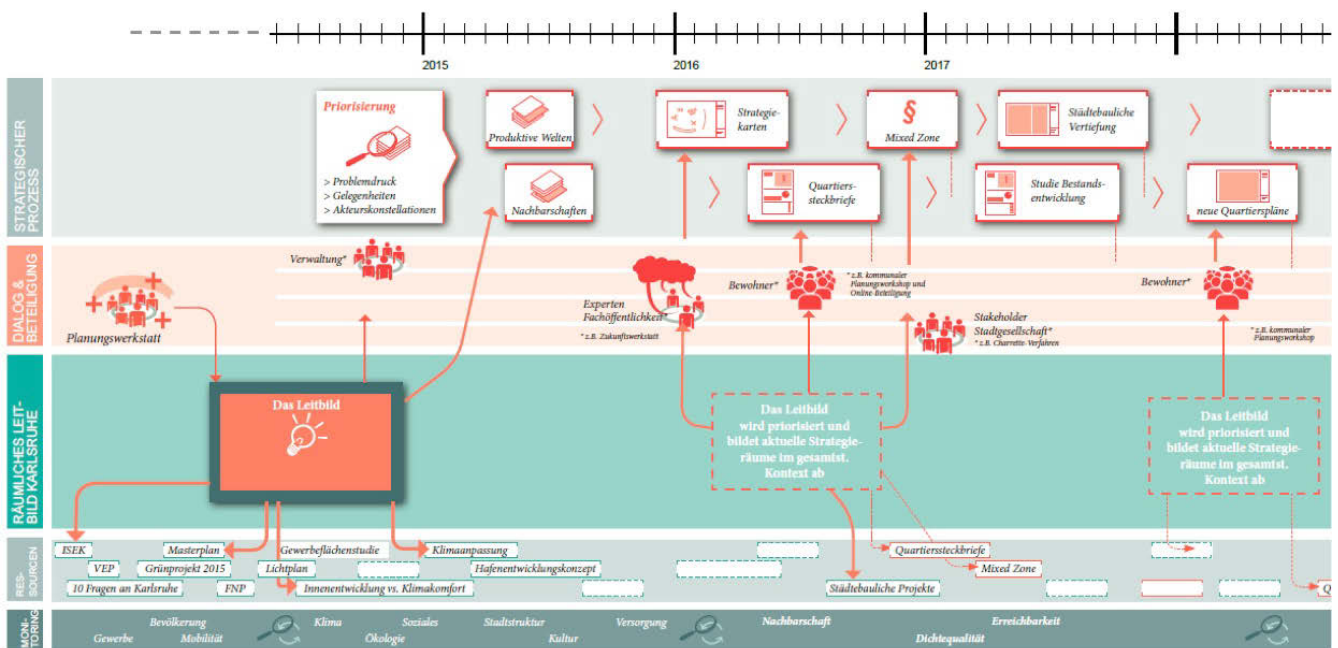 2015
2016
2017
STRATEGISCHER
PROZESS
Priorisierung
> Problemdruck
> Gelegenheiten
> Akteurskonstellationen
Produktive Welten
Nachbarschaften
Strategie-
karten
Quartiers-
steckbriefe
§
Mixed Zone
Städtebauliche
Vertiefung
Studie Bestands-
entwicklung
neue Quartierspläne
DIALOG &
BETEILIGUNG
Planungswerkstatt
Verwaltung*
Experten
Fachöffentlichkeit*
* z.B. Zukunftswerkstatt
Bewohner*
* z.B. kommunaler
Planungsworkshop und
Online-Beteiligung
Stakeholder
Stadtgesellschaft*
* z.B. Charrette-Verfahren
Bewohner*
* z.B. kommunaler
Planungsworkshop
RÄUMLICHES LEIT-
BILD KARLSRUHE
Das Leitbild
Das Leitbild
wird priorisiert und
bildet aktuelle Strategie-
räume im gesamtst.
Kontext ab
Das Leitbild
wird priorisiert und
bildet aktuelle Strategie-
räume im gesamtst.
Kontext ab
RES-
SOURCEN
ISEK
Masterplan
Gewerbeflächenstudie
Klimaanpassung
Quartierssteckbriefe
VEP
Grünprojekt 2015
Lichtplan
Hafenentwicklungskonzept
Mixed Zone
10 Fragen an Karlsruhe
FNP
Innenentwicklung vs. Klimakomfort
Städtebauliche Projekte
Q
MONI-
TORING
Bevölkerung
Klima
Soziales
Stadtstruktur
Versorgung
Nachbarschaft
Erreichbarkeit
Gewerbe
Mobilität
Ökologie
Kultur
Dichtequalität